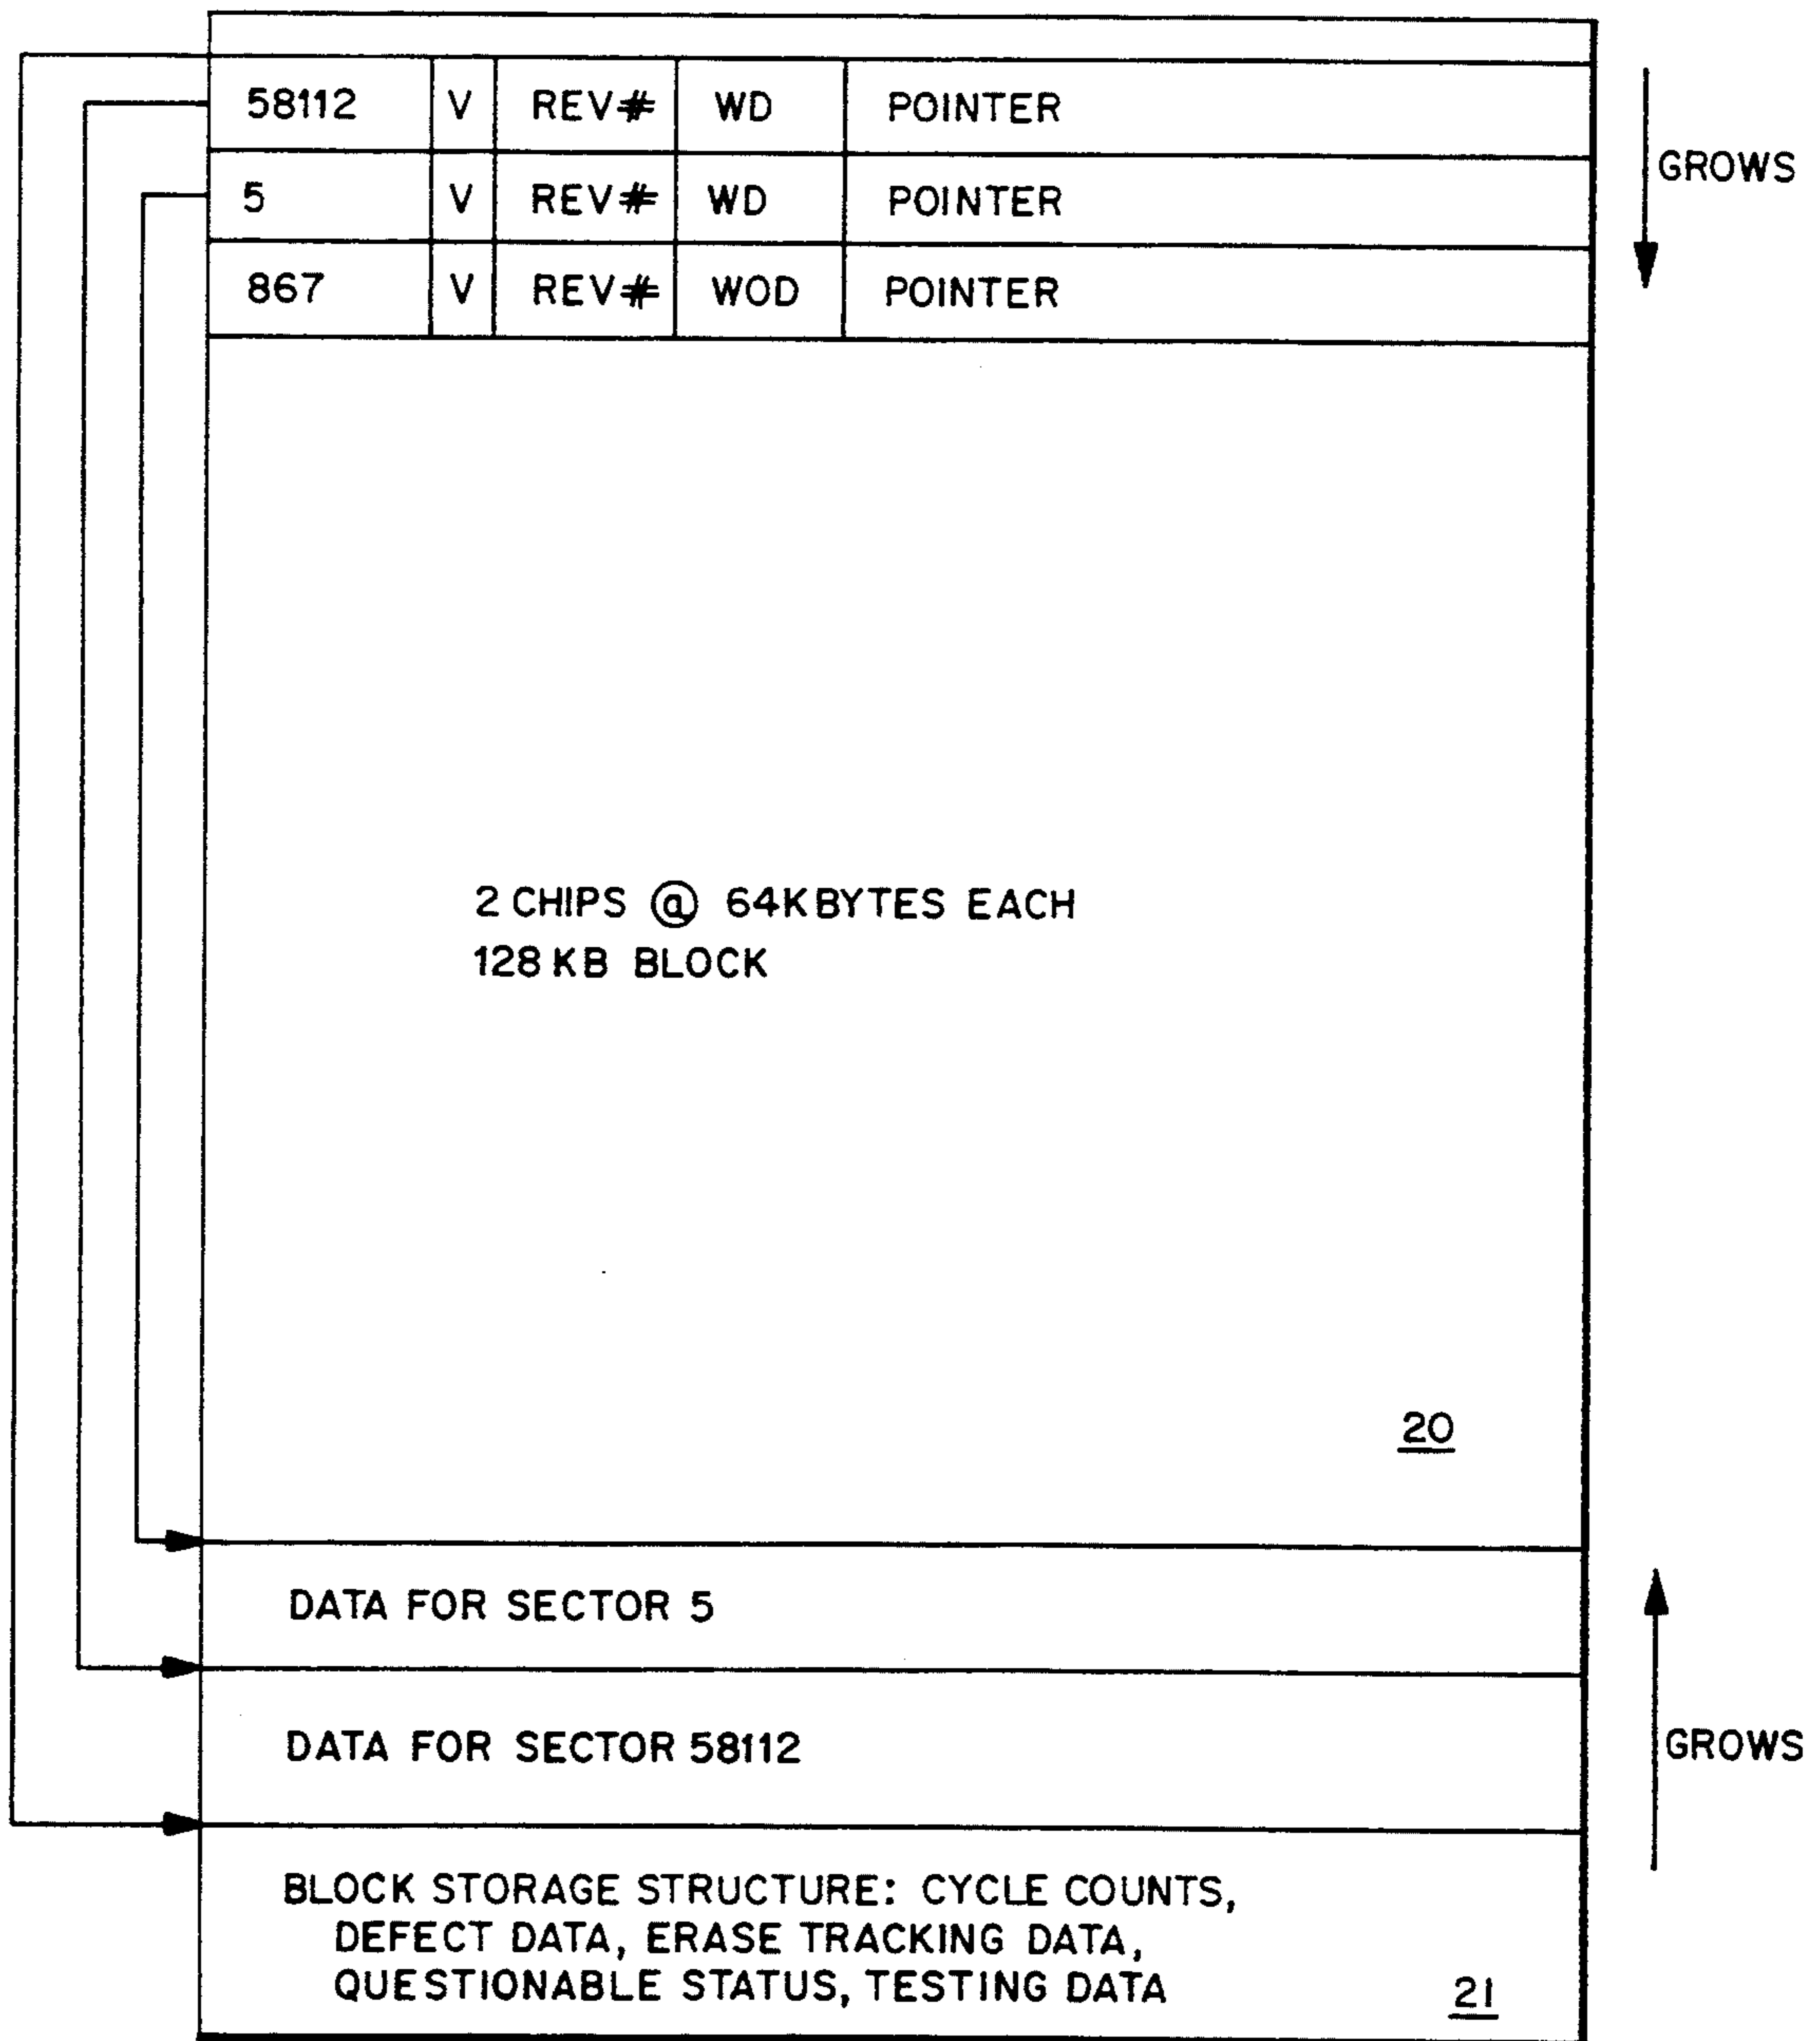 58112 V REV# WD POINTER
5 V REV# WD POINTER
867 V REV# WOD POINTER
GROWS
2 CHIPS @ 64KBYTES EACH
128 KB BLOCK
20
DATA FOR SECTOR 5
DATA FOR SECTOR 58112
GROWS
BLOCK STORAGE STRUCTURE: CYCLE COUNTS,
DEFECT DATA, ERASE TRACKING DATA,
QUESTIONABLE STATUS, TESTING DATA
21